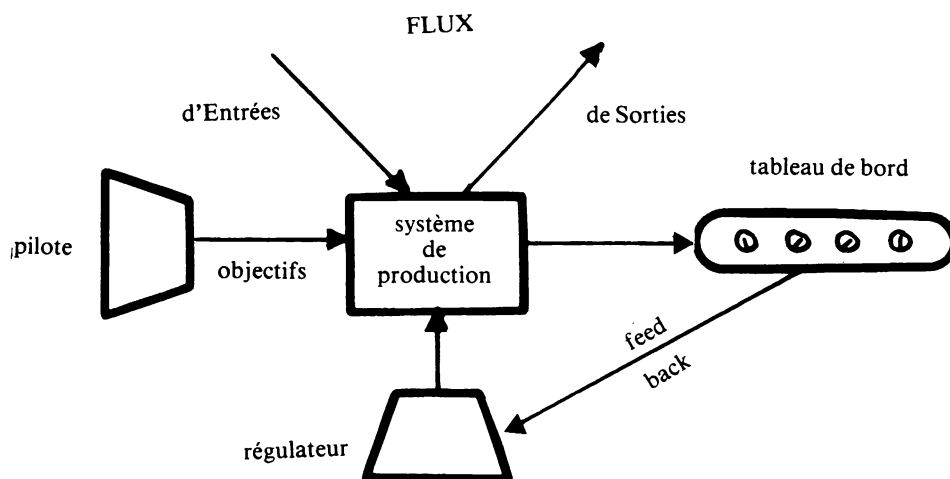 FLUX
d'Entrées
de Sorties
tableau de bord
pilote
objectifs
système
de
production
feed
back
régulateur